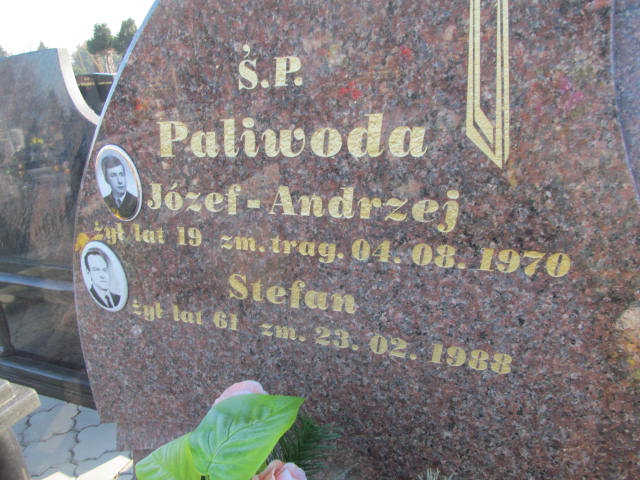 Ś.P.
Paliwoda
Józef-Andrzej
żył lat 19 zm. trag. 04.08.1970
Stefan
żył lat 61 zm. 23.02.1988